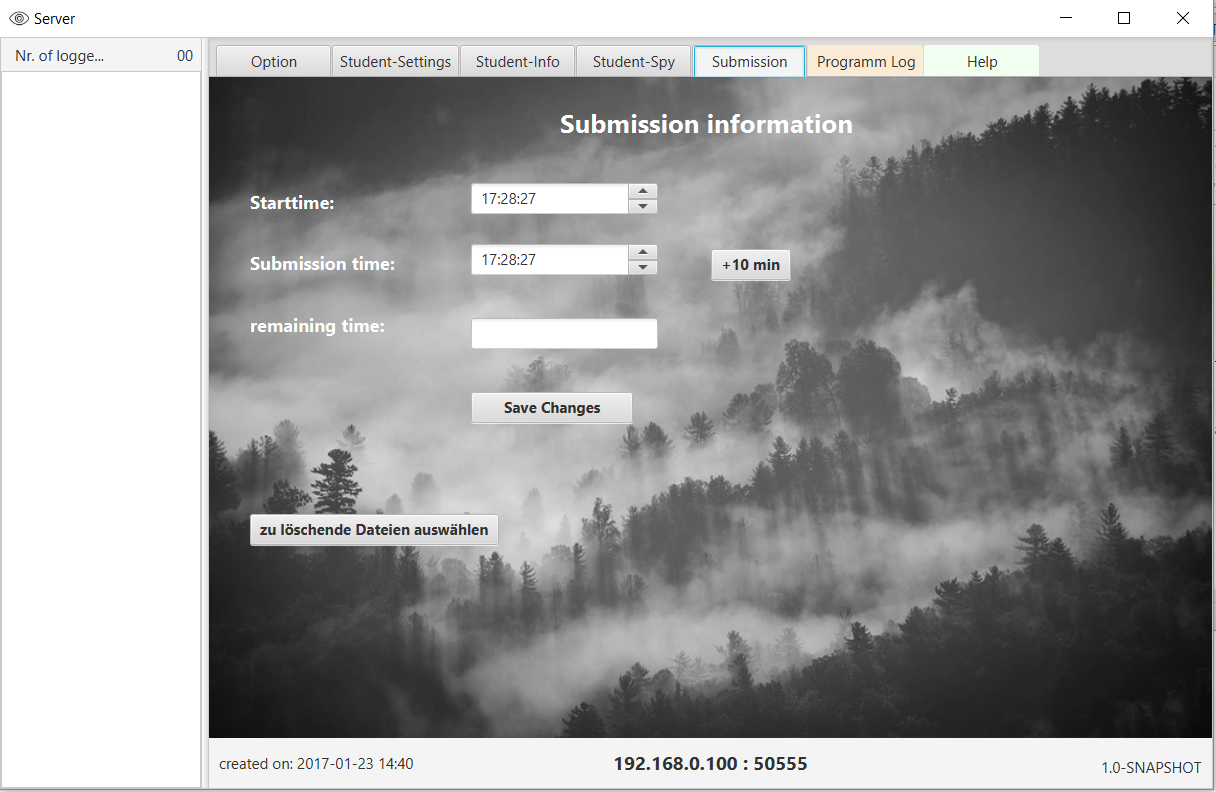 Server
Nr. of logge... 00
Option Student-Settings Student-Info Student-Spy Submission Programm Log Help
Submission information
Starttime: 17:28:27
Submission time: 17:28:27 +10 min
remaining time:
Save Changes
zu löschende Dateien auswählen
created on: 2017-01-23 14:40 192.168.0.100 : 50555 1.0-SNAPSHOT